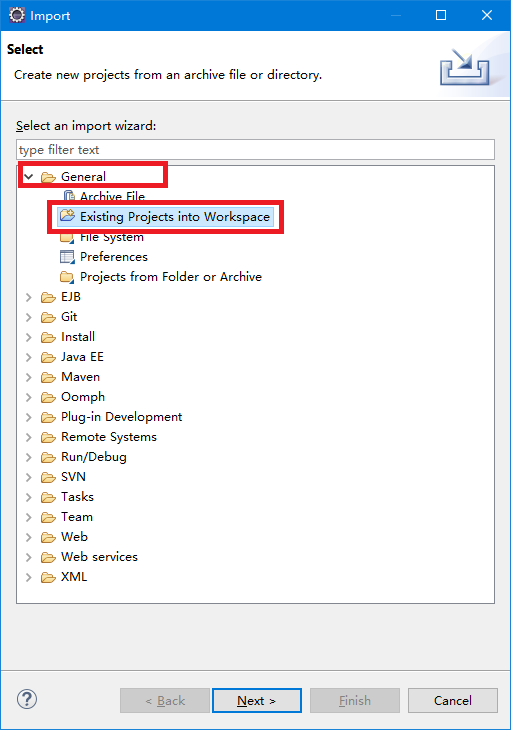 Import
Select
Create new projects from an archive file or directory.
Select an import wizard:
type filter text
General
Archive File
Existing Projects into Workspace
File System
Preferences
Projects from Folder or Archive
EJB
Git
Install
Java EE
Maven
Oomph
Plug-in Development
Remote Systems
Run/Debug
SVN
Tasks
Team
Web
Web services
XML
?
< Back
Next >
Finish
Cancel